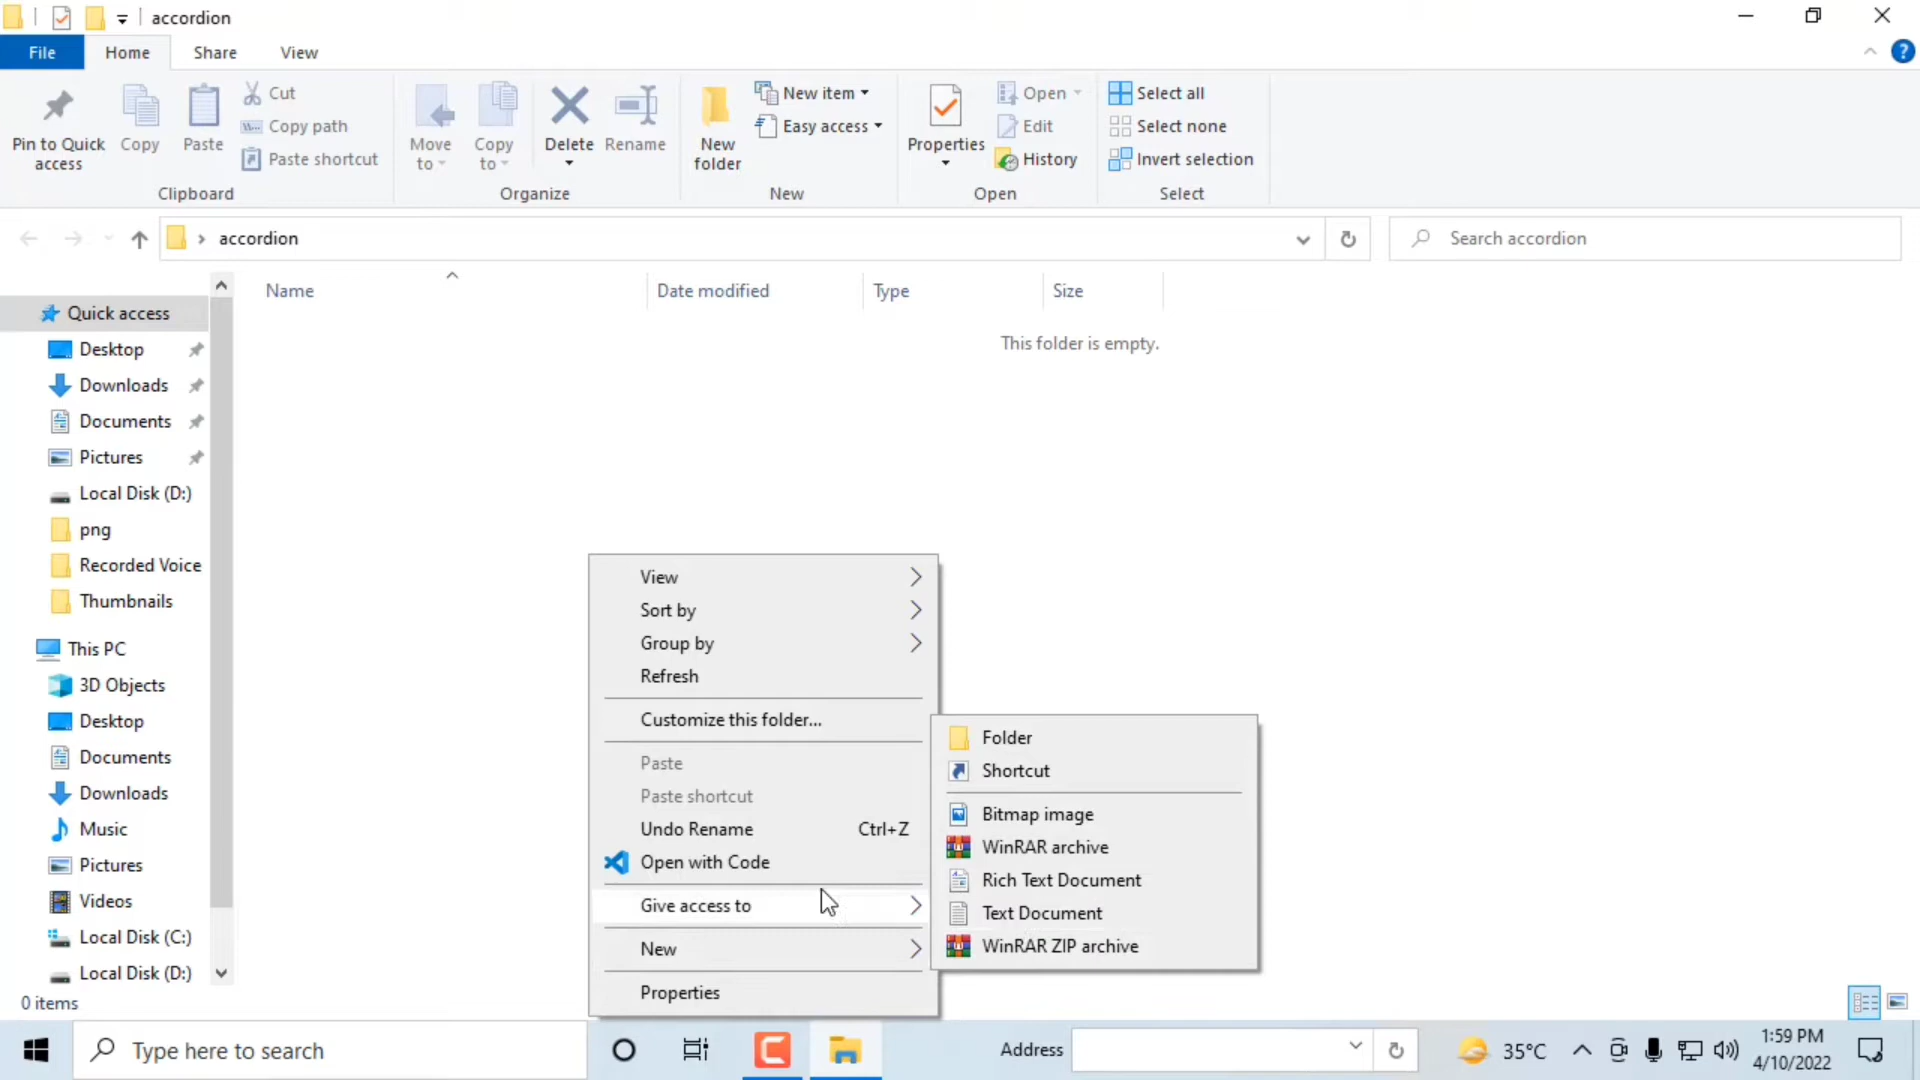 accordion
File
Home
Share
View
Pin to Quick
access
Copy
Paste
Cut
Copy path
Paste shortcut
Clipboard
Move
to
Copy
to
Delete
Rename
Organize
New
folder
New item
Easy access
New
Properties
Open
Edit
History
Open
Select all
Select none
Invert selection
Select
accordion
Search accordion
Name
Date modified
Type
Size
This folder is empty.
Quick access
Desktop
Downloads
Documents
Pictures
Local Disk (D:)
png
Recorded Voice
Thumbnails
This PC
3D Objects
Desktop
Documents
Downloads
Music
Pictures
Videos
Local Disk (C:)
Local Disk (D:)
0 items
View
Sort by
Group by
Refresh
Customize this folder...
Paste
Paste shortcut
Undo Rename Ctrl+Z
Open with Code
Give access to
New
Properties
Folder
Shortcut
Bitmap image
WinRAR archive
Rich Text Document
Text Document
WinRAR ZIP archive
Type here to search
Address
35°C
1:59 PM
4/10/2022